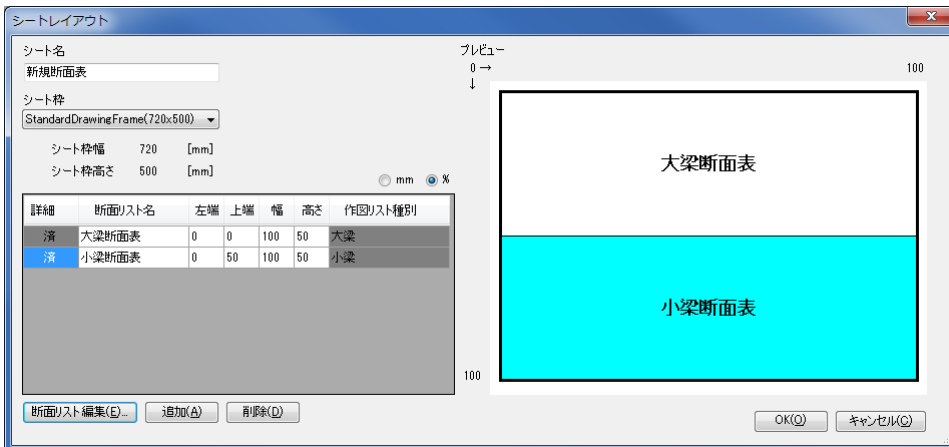 シートレイアウト
シート名
新規断面表
シート枠
StandardDrawingFrame(720x500)
シート枠幅 720 [mm]
シート枠高さ 500 [mm]
mm %
詳細 断面リスト名 左端 上端 幅 高さ 作図リスト種別
済 大梁断面表 0 0 100 50 大梁
済 小梁断面表 0 50 100 50 小梁
断面リスト編集(E)... 追加(A) 削除(D)
プレビュー
0 → 100
↓
大梁断面表
小梁断面表
100
OK(O) キャンセル(C)